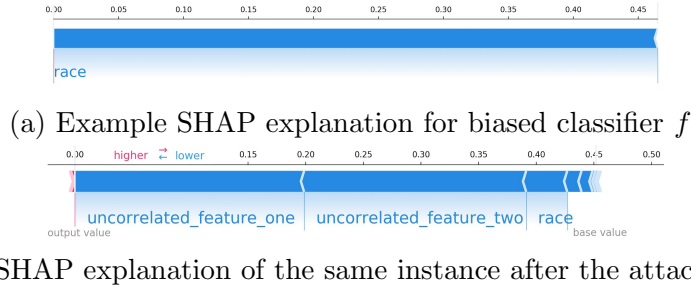 0.00 0.05 0.10 0.15 0.20 0.25 0.30 0.35 0.40 0.45
race
(a) Example SHAP explanation for biased classifier f
0.00 higher → ← lower 0.15 0.20 0.25 0.30 0.35 0.40 0.45 0.50
uncorrelated_feature_one uncorrelated_feature_two race
output value base value
SHAP explanation of the same instance after the attac